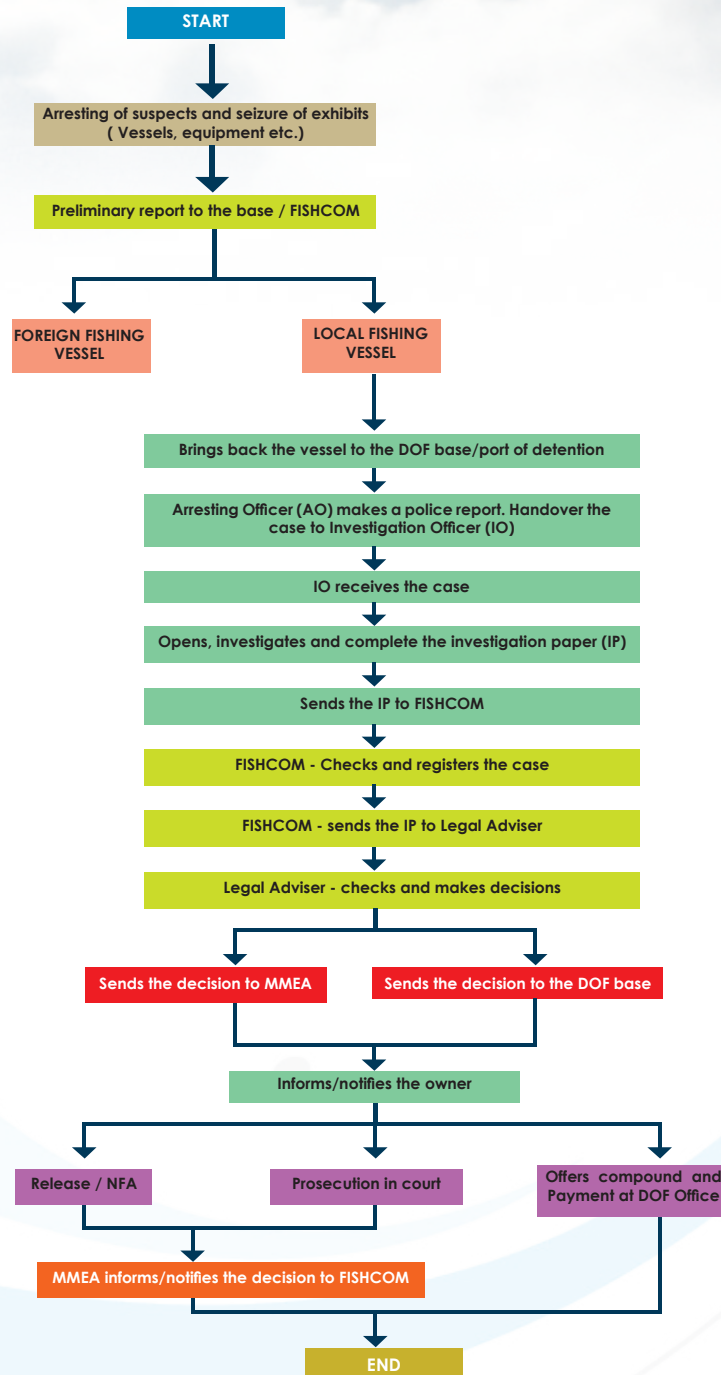 START
Arresting of suspects and seizure of exhibits
( Vessels, equipment etc.)
Preliminary report to the base / FISHCOM
FOREIGN FISHING
VESSEL
LOCAL FISHING
VESSEL
Brings back the vessel to the DOF base/port of detention
Arresting Officer (AO) makes a police report. Handover the
case to Investigation Officer (IO)
IO receives the case
Opens, investigates and complete the investigation paper (IP)
Sends the IP to FISHCOM
FISHCOM - Checks and registers the case
FISHCOM - sends the IP to Legal Adviser
Legal Adviser - checks and makes decisions
Sends the decision to MMEA
Sends the decision to the DOF base
Informs/notifies the owner
Release / NFA
Prosecution in court
Offers compound and
Payment at DOF Office
MMEA informs/notifies the decision to FISHCOM
END